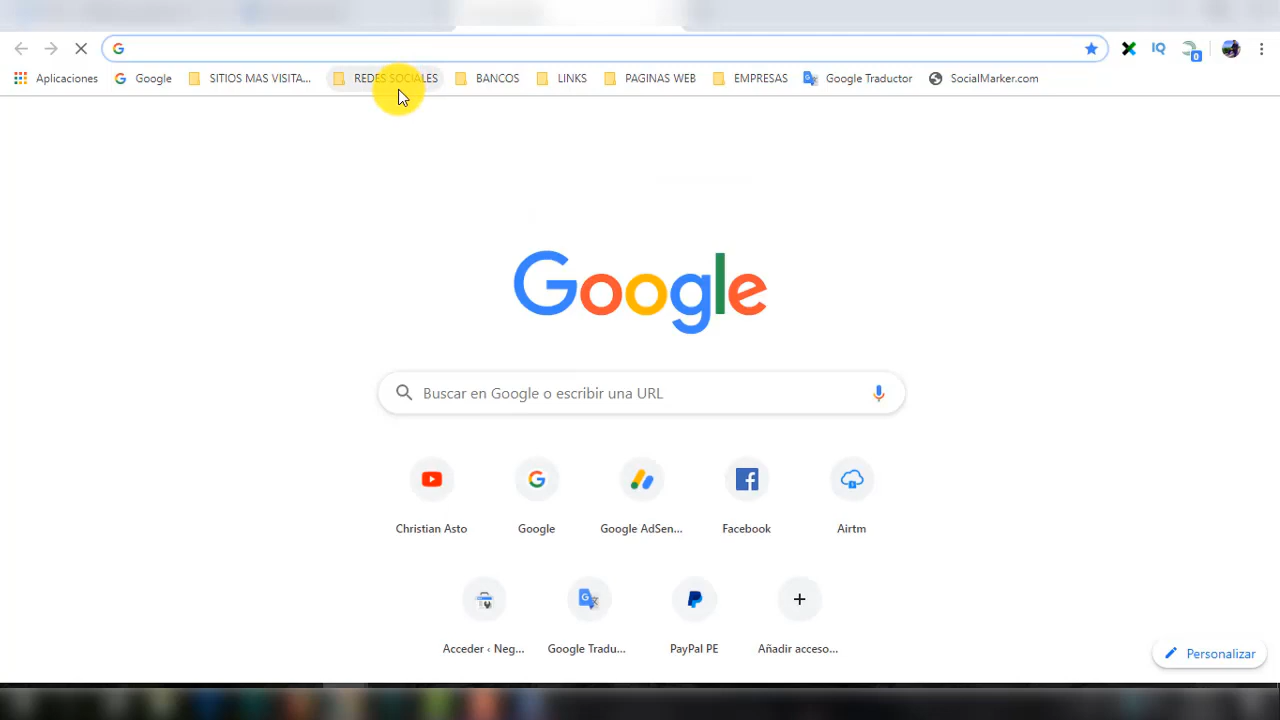 Aplicaciones Google SITIOS MAS VISITA... REDES SOCIALES BANCOS LINKS PAGINAS WEB EMPRESAS Google Traductor SocialMarker.com
IQ
0
Google
Buscar en Google o escribir una URL
Christian Asto Google Google AdSen... Facebook Airtm
Acceder ‹ Neg... Google Tradu... PayPal PE Añadir acceso...
Personalizar